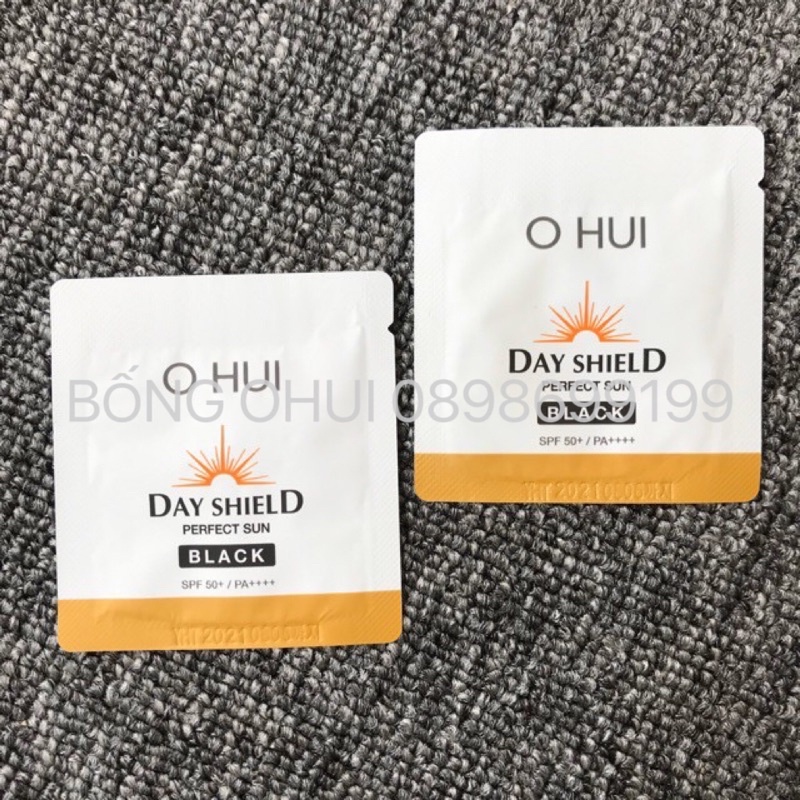 O HUI
DAY SHIELD
PERFECT SUN
BLACK
SPF 50+ / PA++++
O HUI
DAY SHIELD
PERFECT SUN
BLACK
SPF 50+ / PA++++
BỐNG OHUI 0898699199